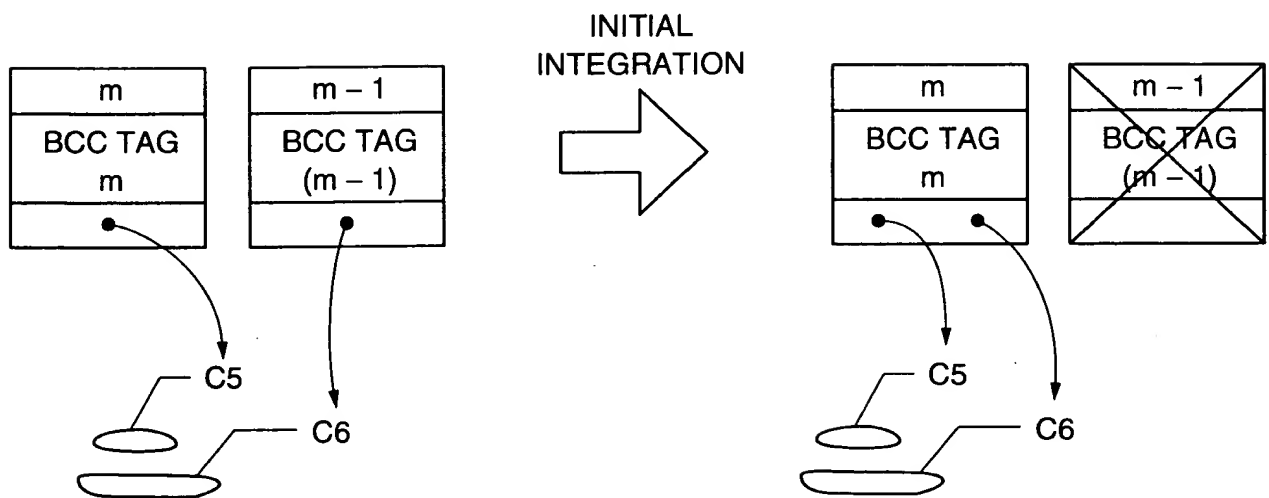 INITIAL
INTEGRATION
m
BCC TAG
m
m – 1
BCC TAG
(m – 1)
C5
C6
m
BCC TAG
m
m – 1
BCC TAG
(m – 1)
C5
C6